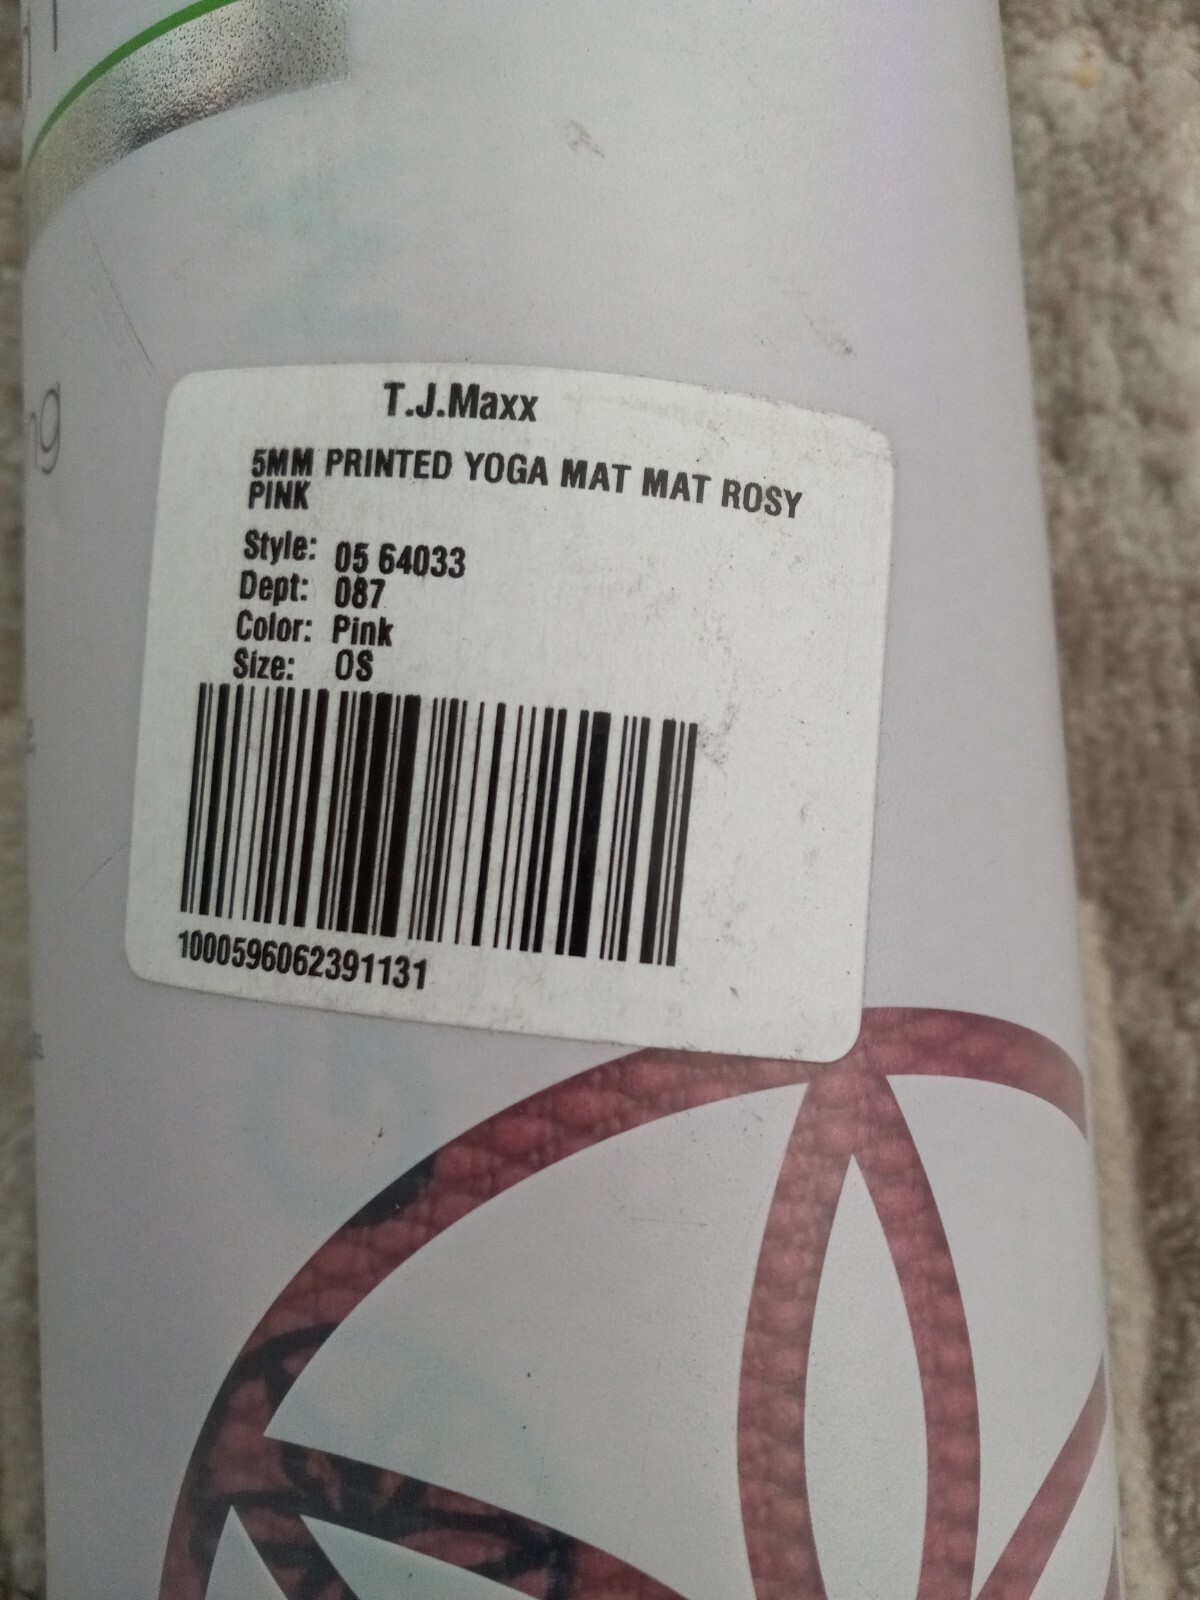 T.J.Maxx
5MM PRINTED YOGA MAT MAT ROSY
PINK
Style: 05 64033
Dept: 087
Color: Pink
Size: OS
1000596062391131